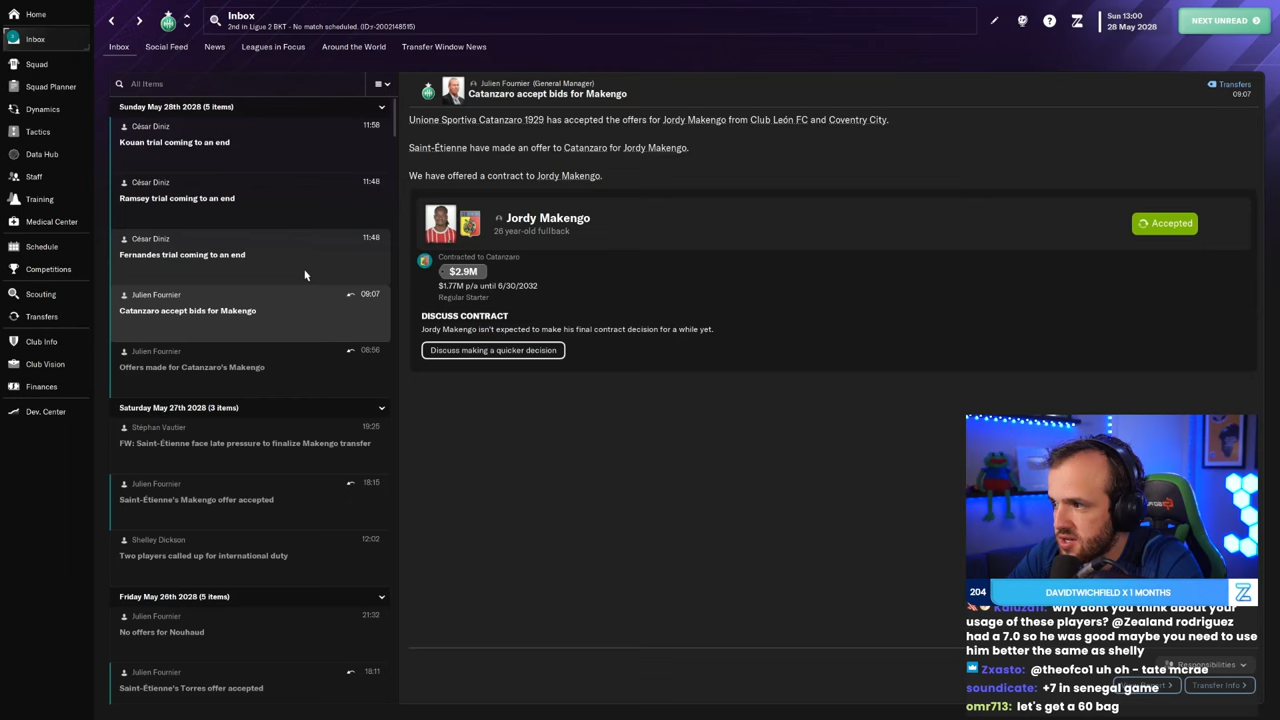 Home
Inbox
Squad
Squad Planner
Dynamics
Tactics
Data Hub
Staff
Training
Medical Center
Schedule
Competitions
Scouting
Transfers
Club Info
Club Vision
Finances
Dev. Center
Inbox
2nd in Ligue 2 BKT - No match scheduled. (ID:r-2002148515)
Sun 13:00
28 May 2028
NEXT UNREAD
Inbox
Social Feed
News
Leagues in Focus
Around the World
Transfer Window News
All Items
Sunday May 28th 2028 (5 items)
César Diniz 11:58
Kouan trial coming to an end
César Diniz 11:48
Ramsey trial coming to an end
César Diniz 11:48
Fernandes trial coming to an end
Julien Fournier 09:07
Catanzaro accept bids for Makengo
Julien Fournier 08:56
Offers made for Catanzaro's Makengo
Saturday May 27th 2028 (3 items)
Stéphan Vautier 19:25
FW: Saint-Étienne face late pressure to finalize Makengo transfer
Julien Fournier 18:15
Saint-Étienne's Makengo offer accepted
Shelley Dickson 12:02
Two players called up for international duty
Friday May 26th 2028 (5 items)
Julien Fournier 21:32
No offers for Nouhaud
Julien Fournier 18:11
Saint-Étienne's Torres offer accepted
Julien Fournier (General Manager)
Catanzaro accept bids for Makengo
Transfers
09:07
Unione Sportiva Catanzaro 1929 has accepted the offers for Jordy Makengo from Club León FC and Coventry City.
Saint-Étienne have made an offer to Catanzaro for Jordy Makengo.
We have offered a contract to Jordy Makengo.
Jordy Makengo
26 year-old fullback
Accepted
Contracted to Catanzaro
$2.9M
$1.77M p/a until 6/30/2032
Regular Starter
DISCUSS CONTRACT
Jordy Makengo isn't expected to make his final contract decision for a while yet.
Discuss making a quicker decision
204 DAVIDTWICHFIELD X 1 MONTHS
why dont you think about your
usage of these players? @Zealand rodriguez
had a 7.0 so he was good maybe you need to use
him better the same as shelly
Responsibilities
Zxasto: @theofco1 uh oh - tate mcrae
soundicate: +7 in senegal game
Transfer Info
omr713: let's get a 60 bag